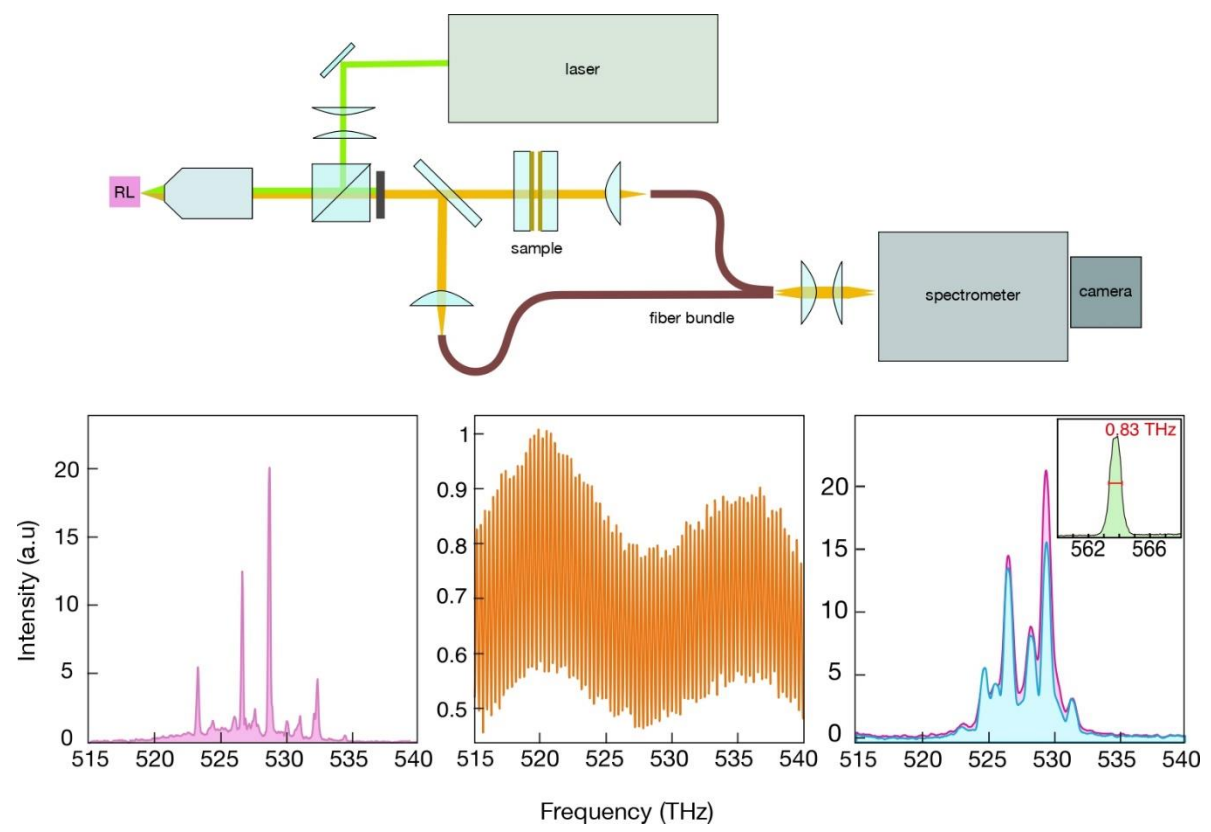 laser
RL
sample
fiber bundle
spectrometer
camera
Intensity (a.u)
20
15
10
5
0
515 520 525 530 535 540
1
0.9
0.8
0.7
0.6
0.5
515 520 525 530 535 540
0.83 THz
562 566
20
15
10
5
0
515 520 525 530 535 540
Frequency (THz)